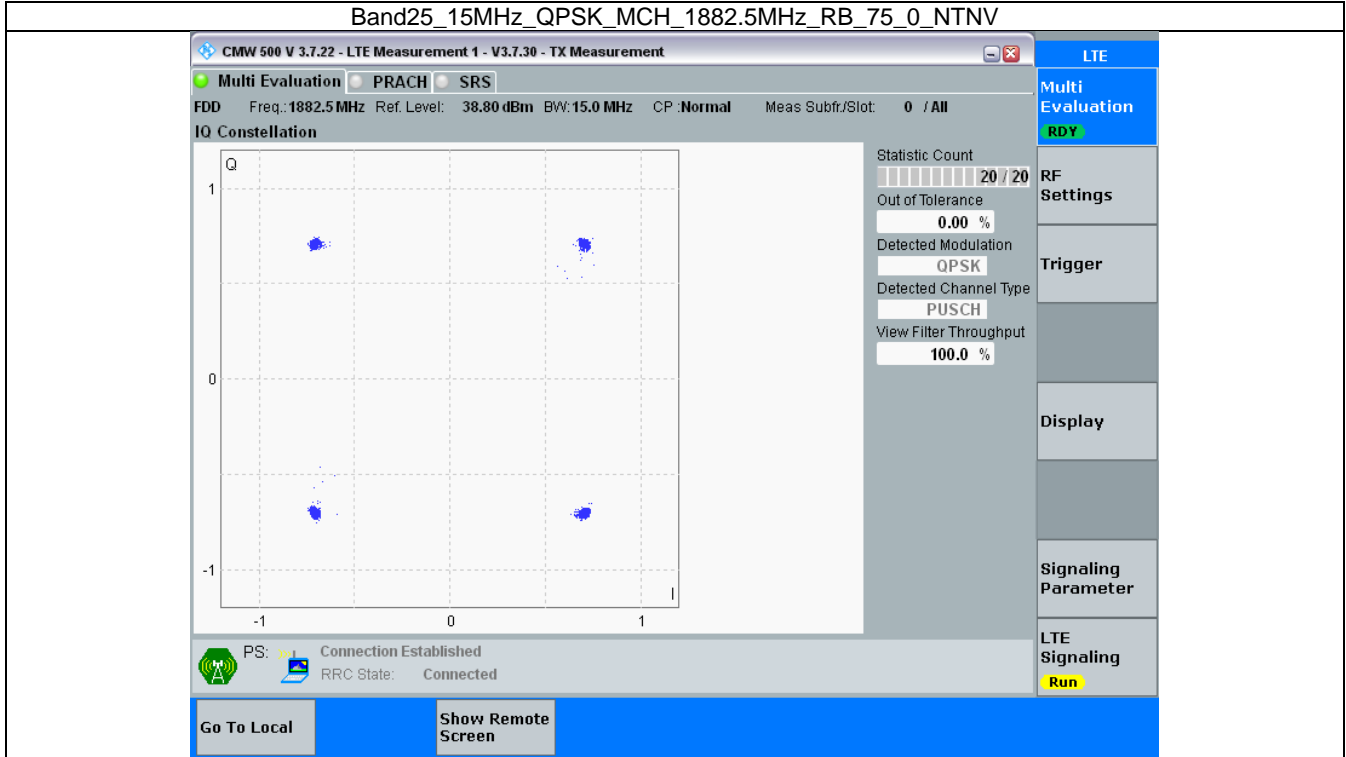 Band25_15MHz_QPSK_MCH_1882.5MHz_RB_75_0_NTNV
CMW 500 V 3.7.22 - LTE Measurement 1 - V3.7.30 - TX Measurement
LTE
Multi Evaluation PRACH SRS
Multi
Evaluation
RDY
FDD Freq.: 1882.5 MHz Ref. Level: 38.80 dBm BW: 15.0 MHz CP :Normal Meas Subfr./Slot: 0 / All
IQ Constellation
Q
1
0
-1
I
-1 0 1
Statistic Count
20 / 20
Out of Tolerance
0.00 %
Detected Modulation
QPSK
Detected Channel Type
PUSCH
View Filter Throughput
100.0 %
RF
Settings
Trigger
Display
Signaling
Parameter
LTE
Signaling
Run
PS: Connection Established
RRC State: Connected
Go To Local
Show Remote
Screen